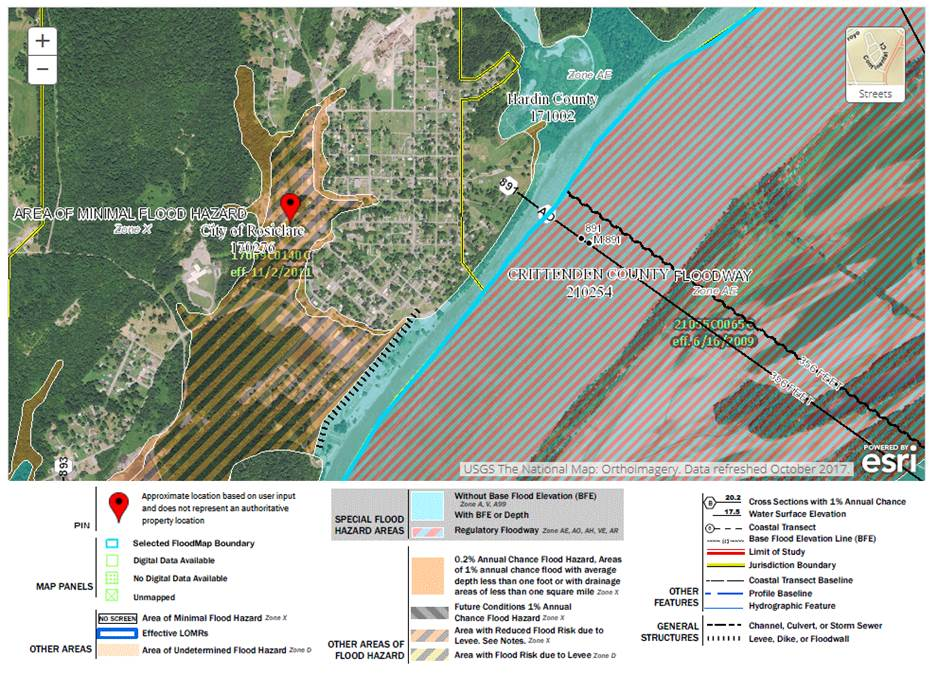 +
−
royo
Cro
Streets
Zone AE
Hardin County
171002
891
AD
891
M 891
AREA OF MINIMAL FLOOD HAZARD
Zone X
City of Rosiclare
170276
17069C0140C
eff. 11/2/2011
CRITTENDEN COUNTY
210254
FLOODWAY
Zone AE
21055C0065C
eff. 6/16/2009
356 FEET
893
POWERED BY
esri
USGS The National Map: Orthoimagery. Data refreshed October 2017.
PIN
Approximate location based on user input
and does not represent an authoritative
property location
MAP PANELS
Selected FloodMap Boundary
Digital Data Available
No Digital Data Available
Unmapped
OTHER AREAS
NO SCREEN Area of Minimal Flood Hazard Zone X
Effective LOMRs
Area of Undetermined Flood Hazard Zone D
SPECIAL FLOOD
HAZARD AREAS
Without Base Flood Elevation (BFE)
Zone A, V, A99
With BFE or Depth
Regulatory Floodway Zone AE, AO, AH, VE, AR
OTHER AREAS OF
FLOOD HAZARD
0.2% Annual Chance Flood Hazard, Areas
of 1% annual chance flood with average
depth less than one foot or with drainage
areas of less than one square mile Zone X
Future Conditions 1% Annual
Chance Flood Hazard Zone X
Area with Reduced Flood Risk due to
Levee. See Notes. Zone X
Area with Flood Risk due to Levee Zone D
OTHER
FEATURES
B 20.2 Cross Sections with 1% Annual Chance
17.5 Water Surface Elevation
Coastal Transect
Base Flood Elevation Line (BFE)
Limit of Study
Jurisdiction Boundary
Coastal Transect Baseline
Profile Baseline
Hydrographic Feature
GENERAL
STRUCTURES
Channel, Culvert, or Storm Sewer
Levee, Dike, or Floodwall